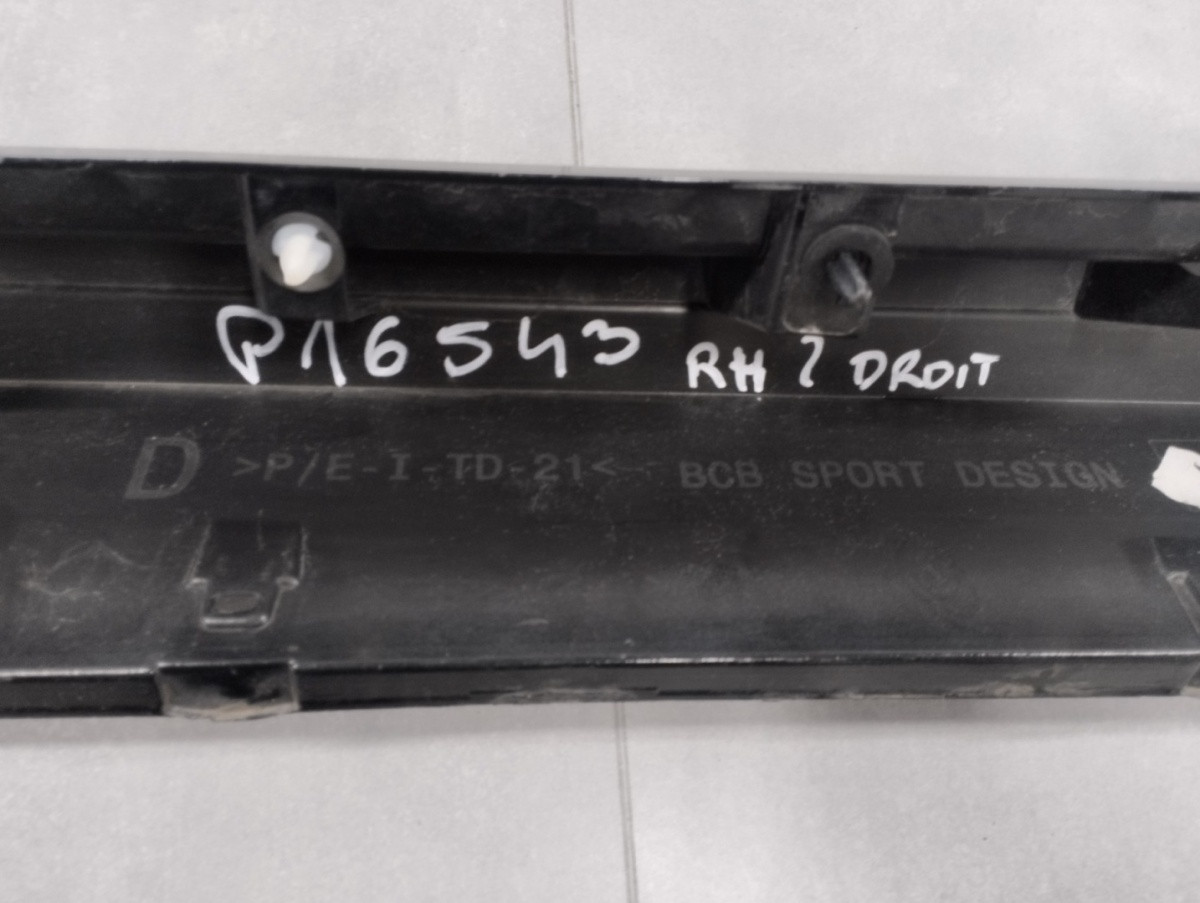 P16543 RH ? DROIT
D >P/E-I-TD-21<- BCB SPORT DESIGN